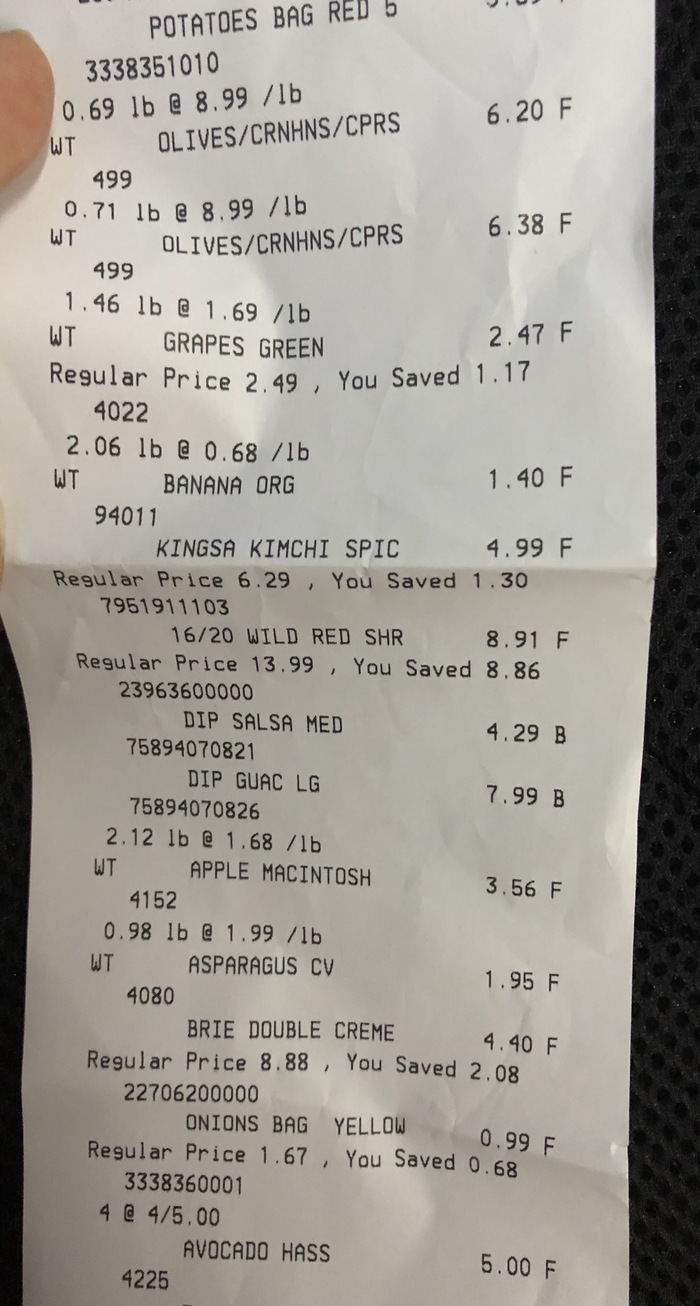 POTATOES BAG RED 5
3338351010
0.69 lb @ 8.99 /lb
WT OLIVES/CRNHNS/CPRS 6.20 F
499
0.71 lb @ 8.99 /lb
WT OLIVES/CRNHNS/CPRS 6.38 F
499
1.46 lb @ 1.69 /lb
WT GRAPES GREEN 2.47 F
Regular Price 2.49 , You Saved 1.17
4022
2.06 lb @ 0.68 /lb
WT BANANA ORG 1.40 F
94011
KINGSA KIMCHI SPIC 4.99 F
Regular Price 6.29 , You Saved 1.30
7951911103
16/20 WILD RED SHR 8.91 F
Regular Price 13.99 , You Saved 8.86
23963600000
DIP SALSA MED 4.29 B
75894070821
DIP GUAC LG 7.99 B
75894070826
2.12 lb @ 1.68 /lb
WT APPLE MACINTOSH 3.56 F
4152
0.98 lb @ 1.99 /lb
WT ASPARAGUS CV 1.95 F
4080
BRIE DOUBLE CREME 4.40 F
Regular Price 8.88 , You Saved 2.08
22706200000
ONIONS BAG YELLOW 0.99 F
Regular Price 1.67 , You Saved 0.68
3338360001
4 @ 4/5.00
AVOCADO HASS 5.00 F
4225